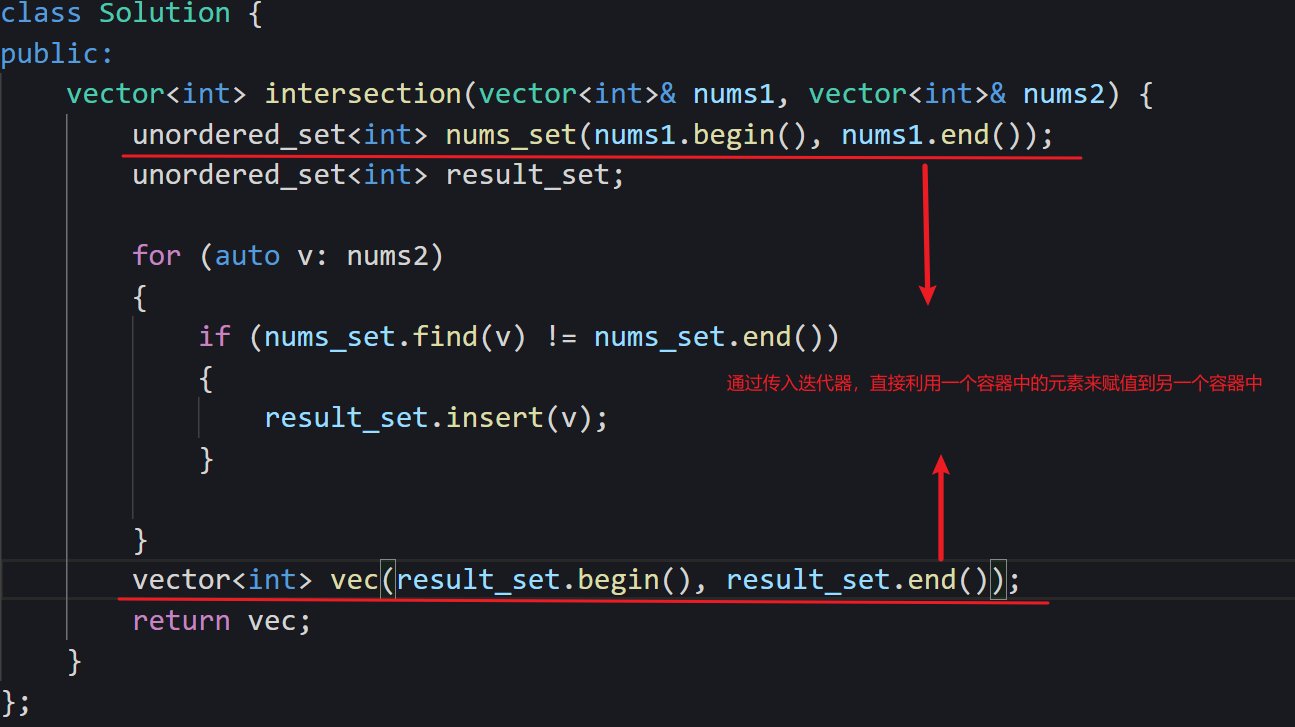 class Solution {
public:
    vector<int> intersection(vector<int>& nums1, vector<int>& nums2) {
        unordered_set<int> nums_set(nums1.begin(), nums1.end());
        unordered_set<int> result_set;
        for (auto v: nums2)
        {
            if (nums_set.find(v) != nums_set.end())
            {
通过传入迭代器，直接利用一个容器中的元素来赋值到另一个容器中
                result_set.insert(v);
            }
        }
        vector<int> vec(result_set.begin(), result_set.end());
        return vec;
    }
};